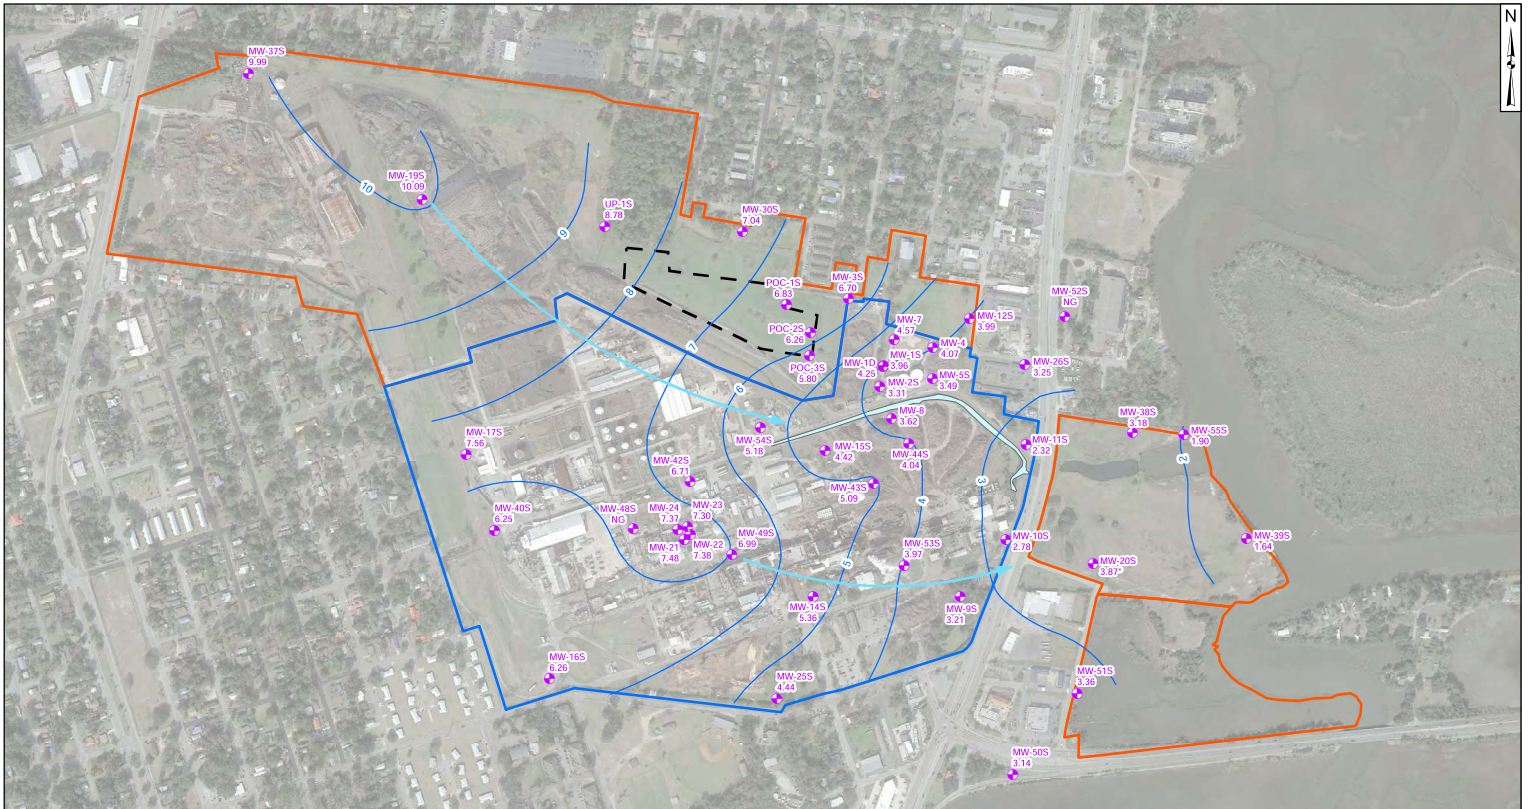 N
MW-37S
9.99
10
MW-19S
10.09
UP-1S
8.78
9
MW-30S
7.04
8
POC-1S
6.83
MW-3S
6.70
POC-2S
6.26
POC-3S
5.80
7
6
MW-7
4.57
MW-12S
3.99
MW-52S
NG
MW-4
4.07
MW-1S
3.96
MW-1D
4.25
MW-2S
3.31
MW-5S
3.49
MW-26S
3.25
MW-8
3.62
MW-38S
3.18
MW-55S
1.90
MW-17S
7.56
MW-54S
5.18
MW-15S
4.42
MW-44S
4.04
MW-11S
2.32
2
MW-42S
6.71
MW-43S
5.09
3
4
MW-40S
6.25
MW-48S
NG
MW-24
7.37
MW-23
7.30
MW-21
7.48
MW-22
7.38
MW-49S
6.99
MW-53S
3.97
MW-10S
2.78
MW-39S
1.64
MW-20S
3.87*
5
MW-14S
5.36
MW-9S
3.21
MW-16S
6.26
MW-25S
4.44
MW-51S
3.36
MW-50S
3.14